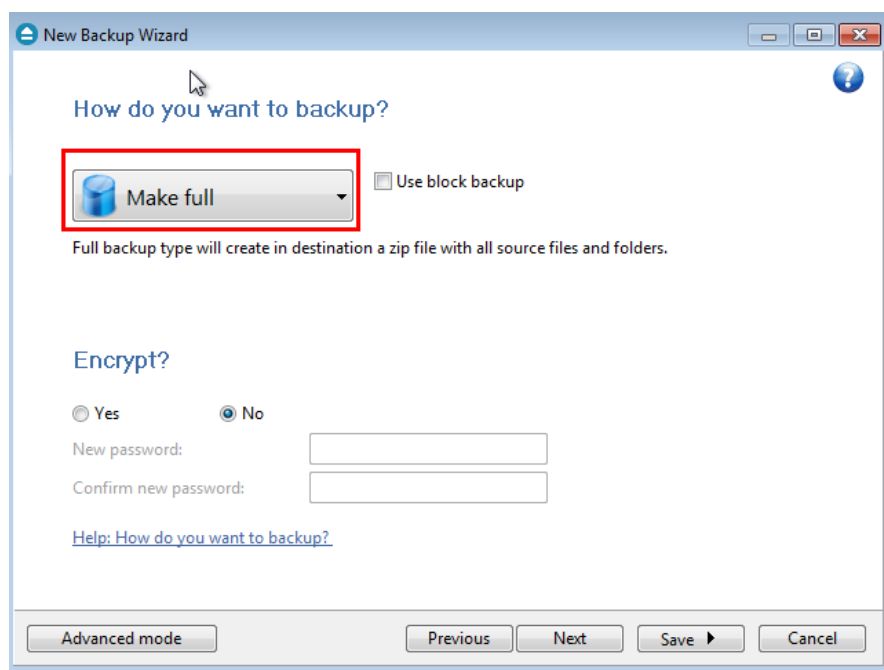 New Backup Wizard
?
How do you want to backup?
Make full
Use block backup
Full backup type will create in destination a zip file with all source files and folders.
Encrypt?
Yes No
New password:
Confirm new password:
Help: How do you want to backup?
Advanced mode Previous Next Save Cancel